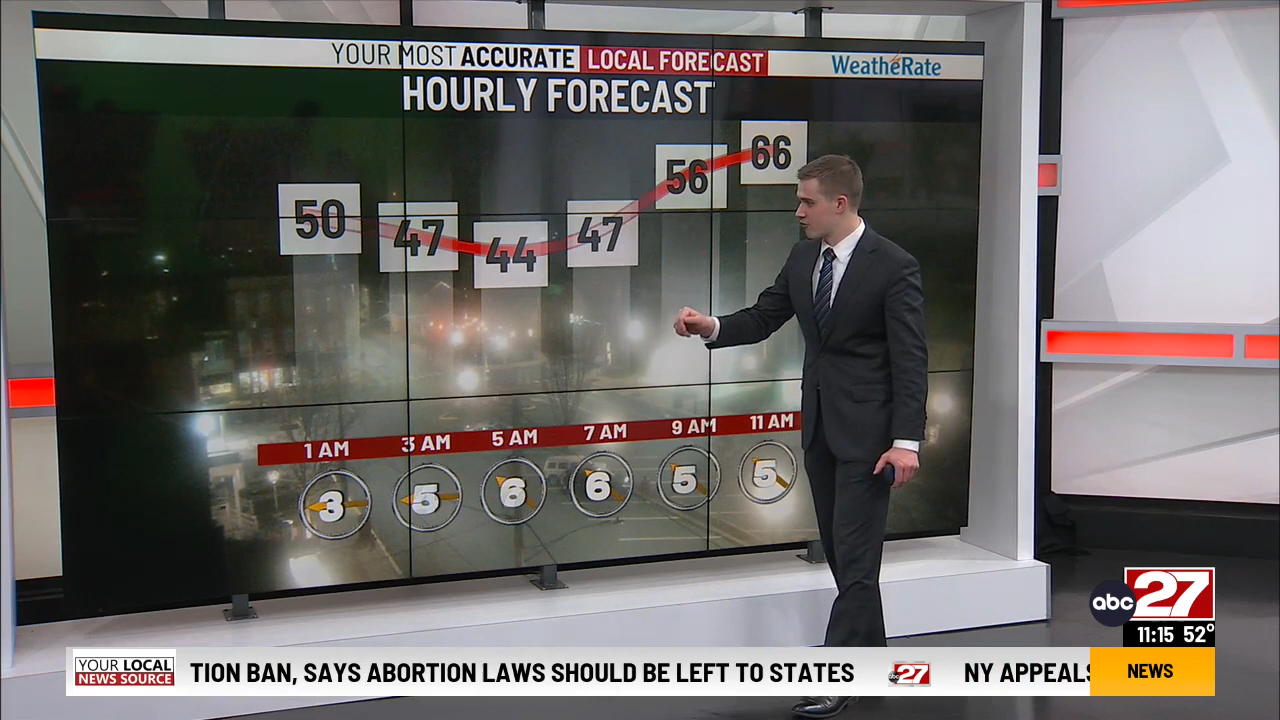 YOUR MOST ACCURATE LOCAL FORECAST
WeatheRate
HOURLY FORECAST
50 47 44 47 56 66
1 AM 3 AM 5 AM 7 AM 9 AM 11 AM
3 5 6 6 5 5
abc 27
11:15 52°
YOUR LOCAL
NEWS SOURCE
TION BAN, SAYS ABORTION LAWS SHOULD BE LEFT TO STATES abc 27 NY APPEALS
NEWS